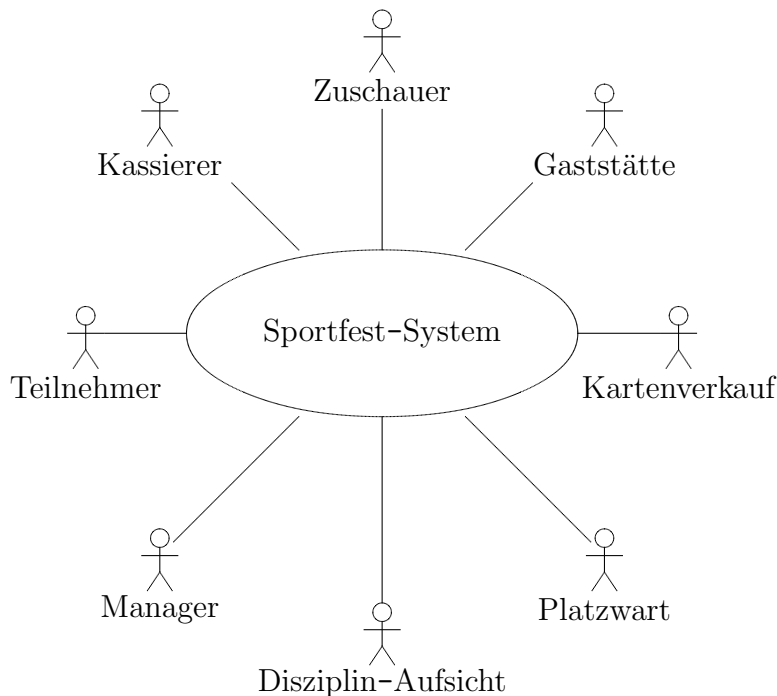 Zuschauer
Kassierer
Gaststätte
Sportfest-System
Teilnehmer
Kartenverkauf
Manager
Platzwart
Disziplin-Aufsicht